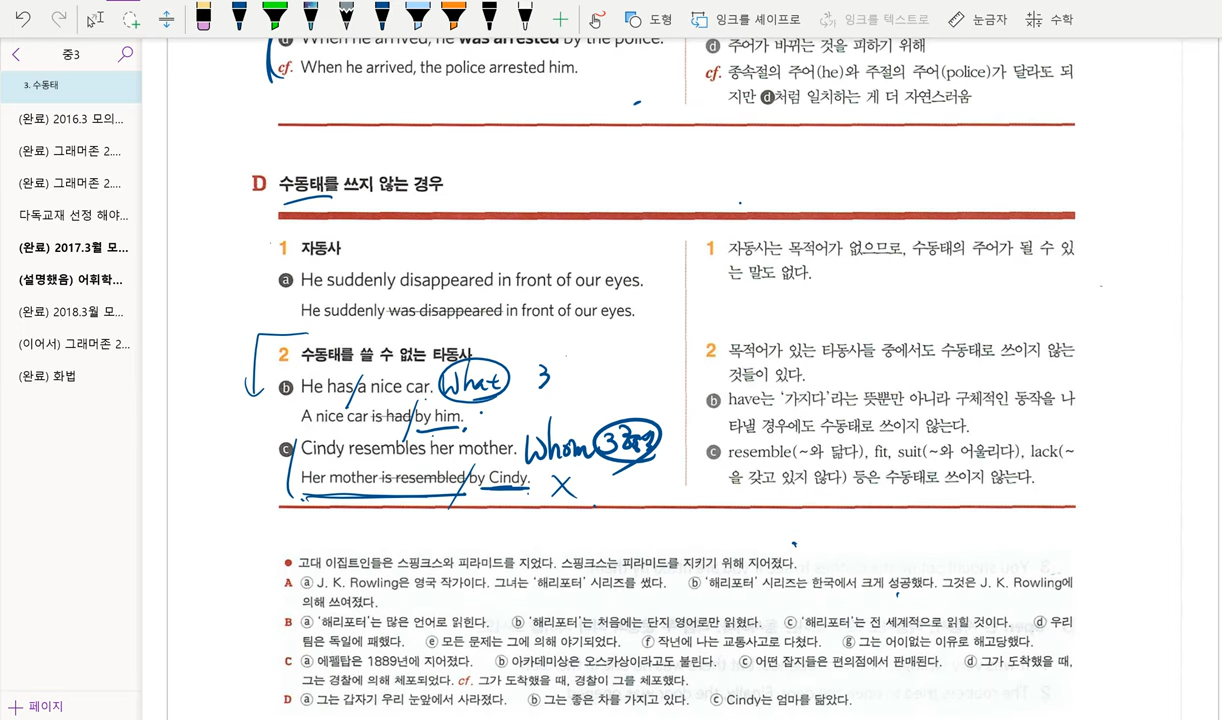 도형
잉크를 셰이프로
잉크를 텍스트로
눈금자
수학
중3
3. 수동태
(완료) 2016.3 모의...
(완료) 그래머존 2....
(완료) 그래머존 2....
다독교재 선정 해야...
(완료) 2017.3월 모...
(설명했음) 어휘학...
(완료) 2018.3월 모...
(이어서) 그래머존 2...
(완료) 화법
페이지
ⓓ When he arrived, he was arrested by the police.
cf. When he arrived, the police arrested him.
ⓓ 주어가 바뀌는 것을 피하기 위해
cf. 종속절의 주어(he)와 주절의 주어(police)가 달라도 되
지만 ⓓ처럼 일치하는 게 더 자연스러움
D 수동태를 쓰지 않는 경우
1 자동사
ⓐ He suddenly disappeared in front of our eyes.
He suddenly was disappeared in front of our eyes.
1 자동사는 목적어가 없으므로, 수동태의 주어가 될 수 있
는 말도 없다.
2 수동태를 쓸 수 없는 타동사
ⓑ He has a nice car. What 3
A nice car is had by him.
ⓒ Cindy resembles her mother. Whom
Her mother is resembled by Cindy. X
2 목적어가 있는 타동사들 중에서도 수동태로 쓰이지 않는
것들이 있다.
ⓑ have는 ‘가지다’라는 뜻뿐만 아니라 구체적인 동작을 나
타낼 경우에도 수동태로 쓰이지 않는다.
ⓒ resemble(~와 닮다), fit, suit(~와 어울리다), lack(~
을 갖고 있지 않다) 등은 수동태로 쓰이지 않는다.
● 고대 이집트인들은 스핑크스와 피라미드를 지었다. 스핑크스는 피라미드를 지키기 위해 지어졌다.
A ⓐ J. K. Rowling은 영국 작가이다. 그녀는 ‘해리포터’ 시리즈를 썼다. ⓑ ‘해리포터’ 시리즈는 한국에서 크게 성공했다. 그것은 J. K. Rowling에
의해 쓰여졌다.
B ⓐ ‘해리포터’는 많은 언어로 읽힌다. ⓑ ‘해리포터’는 처음에는 단지 영어로만 읽혔다. ⓒ ‘해리포터’는 전 세계적으로 읽힐 것이다. ⓓ 우리
팀은 독일에 패했다. ⓔ 모든 문제는 그에 의해 야기되었다. ⓕ 작년에 나는 교통사고로 다쳤다. ⓖ 그는 어이없는 이유로 해고당했다.
C ⓐ 에펠탑은 1889년에 지어졌다. ⓑ 아카데미상은 오스카상이라고도 불린다. ⓒ 어떤 잡지들은 편의점에서 판매된다. ⓓ 그가 도착했을 때,
그는 경찰에 의해 체포되었다. cf. 그가 도착했을 때, 경찰이 그를 체포했다.
D ⓐ 그는 갑자기 우리 눈앞에서 사라졌다. ⓑ 그는 좋은 차를 가지고 있다. ⓒ Cindy는 엄마를 닮았다.